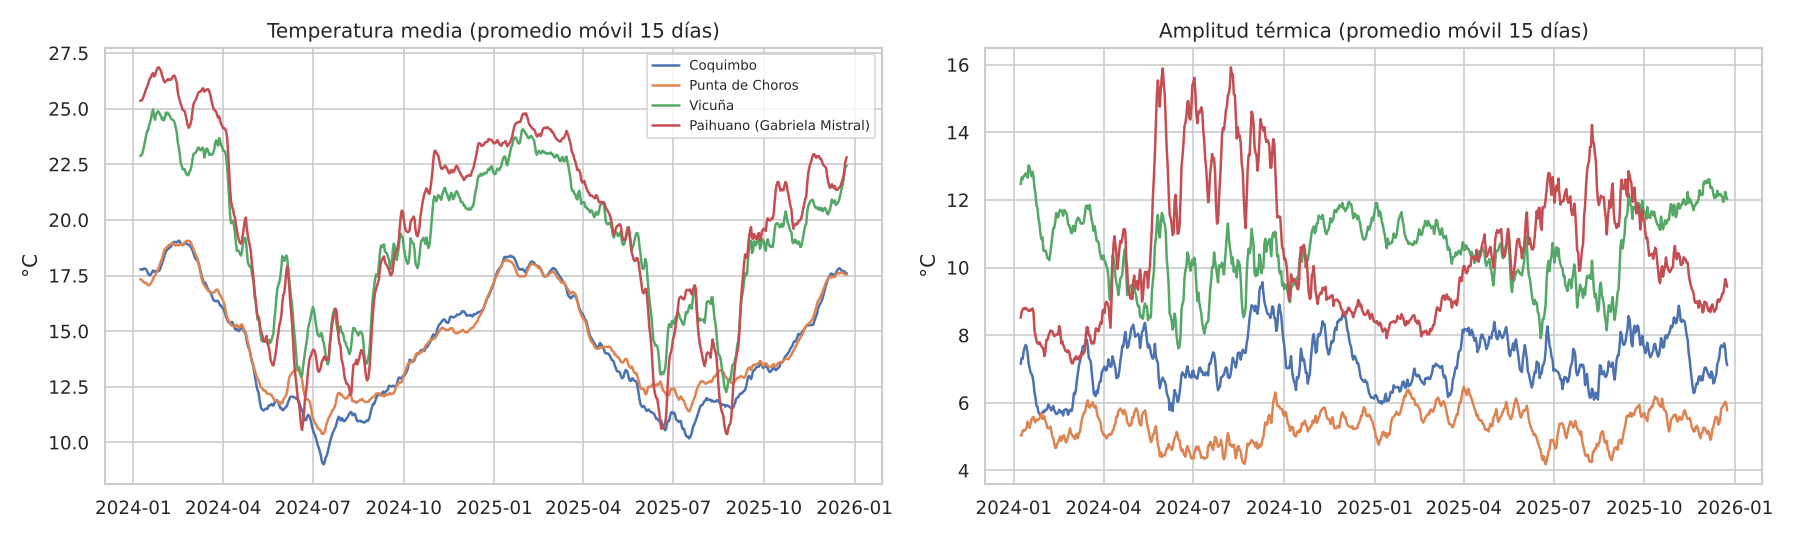 Temperatura media (promedio móvil 15 días)
27.5
25.0
22.5
20.0
17.5
15.0
12.5
10.0
°C
Coquimbo
Punta de Choros
Vicuña
Paihuano (Gabriela Mistral)
2024-01 2024-04 2024-07 2024-10 2025-01 2025-04 2025-07 2025-10 2026-01
Amplitud térmica (promedio móvil 15 días)
16
14
12
10
8
6
4
°C
2024-01 2024-04 2024-07 2024-10 2025-01 2025-04 2025-07 2025-10 2026-01